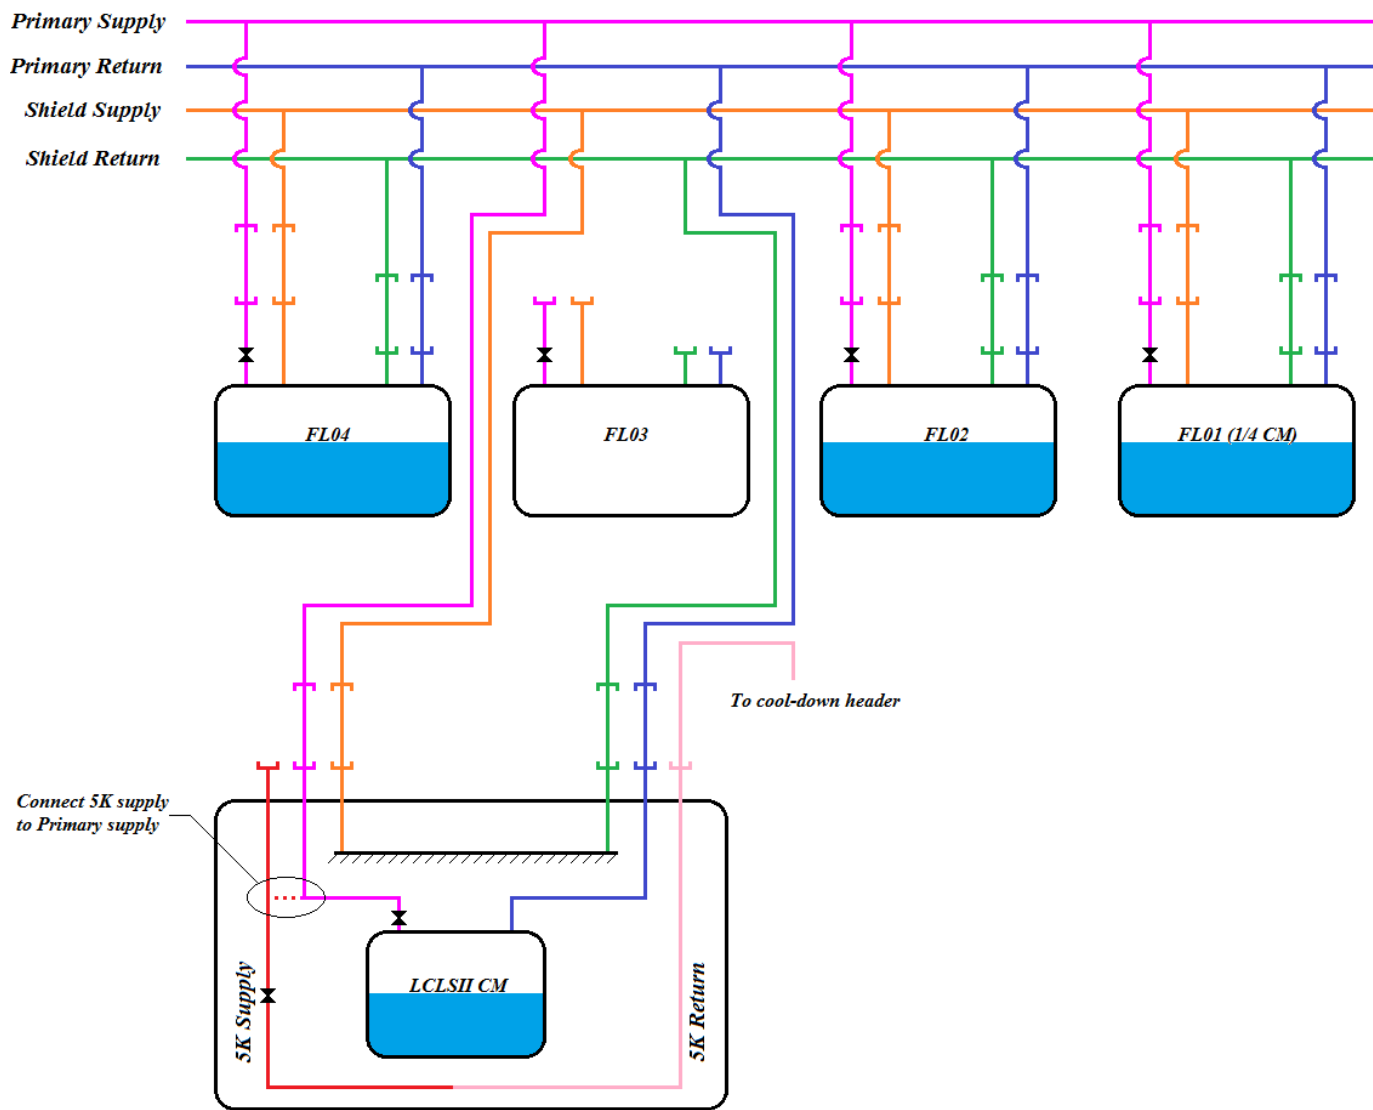 Primary Supply
Primary Return
Shield Supply
Shield Return
FL04
FL03
FL02
FL01 (1/4 CM)
To cool-down header
Connect 5K supply
to Primary supply
5K Supply
LCLSII CM
5K Return